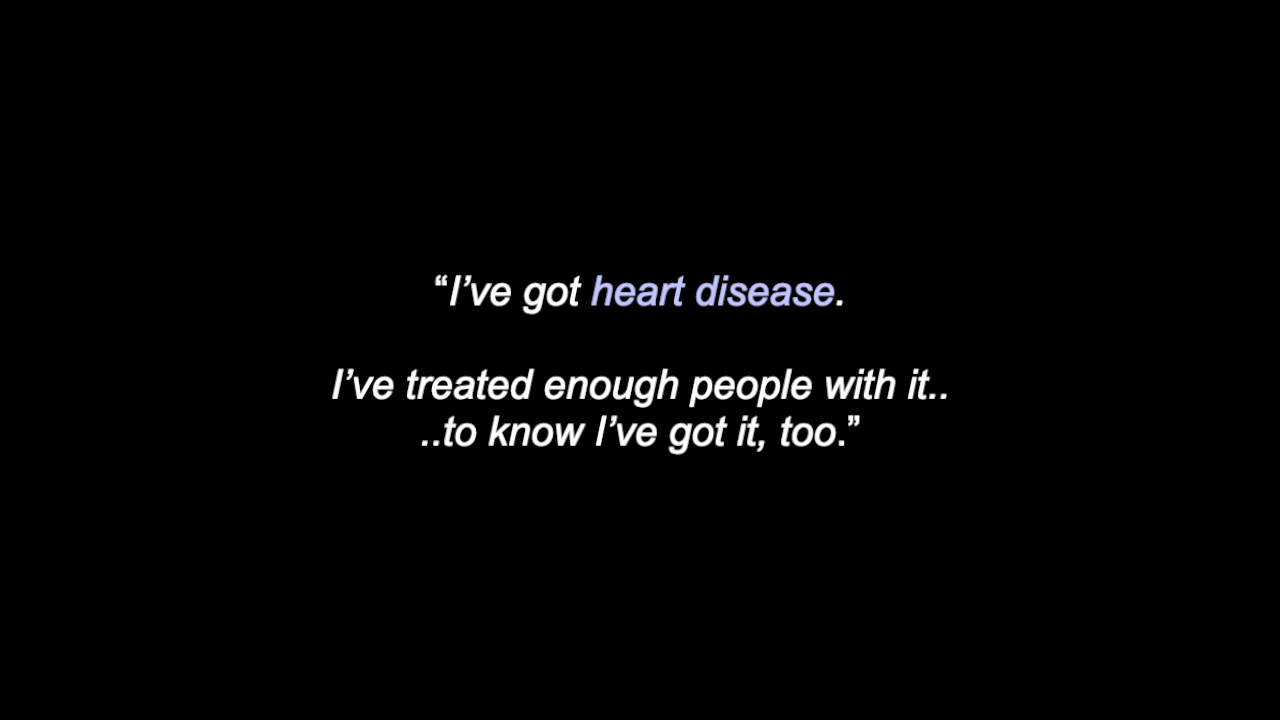 “I’ve got heart disease.
I’ve treated enough people with it..
..to know I’ve got it, too.”